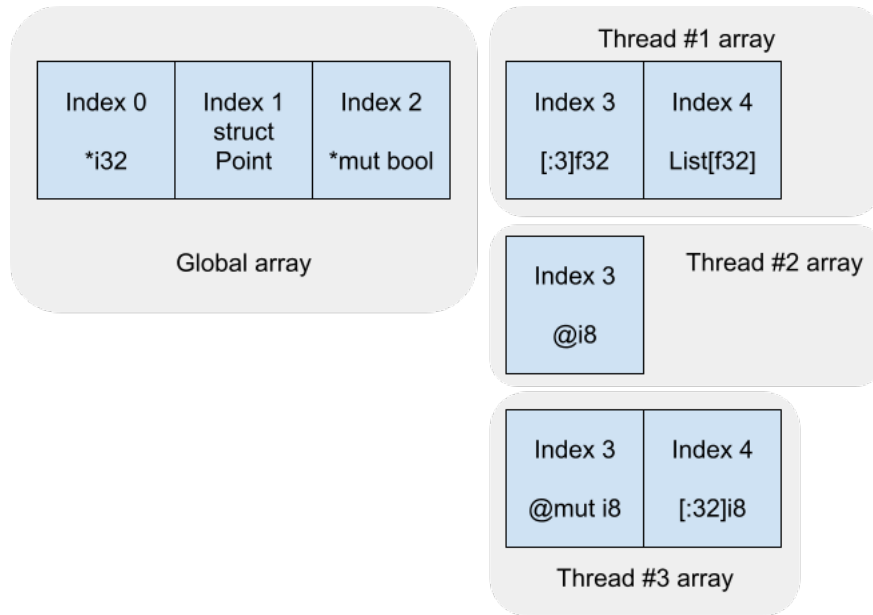 Index 0
*i32
Index 1
struct
Point
Index 2
*mut bool
Global array
Thread #1 array
Index 3
[:3]f32
Index 4
List[f32]
Thread #2 array
Index 3
@i8
Index 3
@mut i8
Index 4
[:32]i8
Thread #3 array